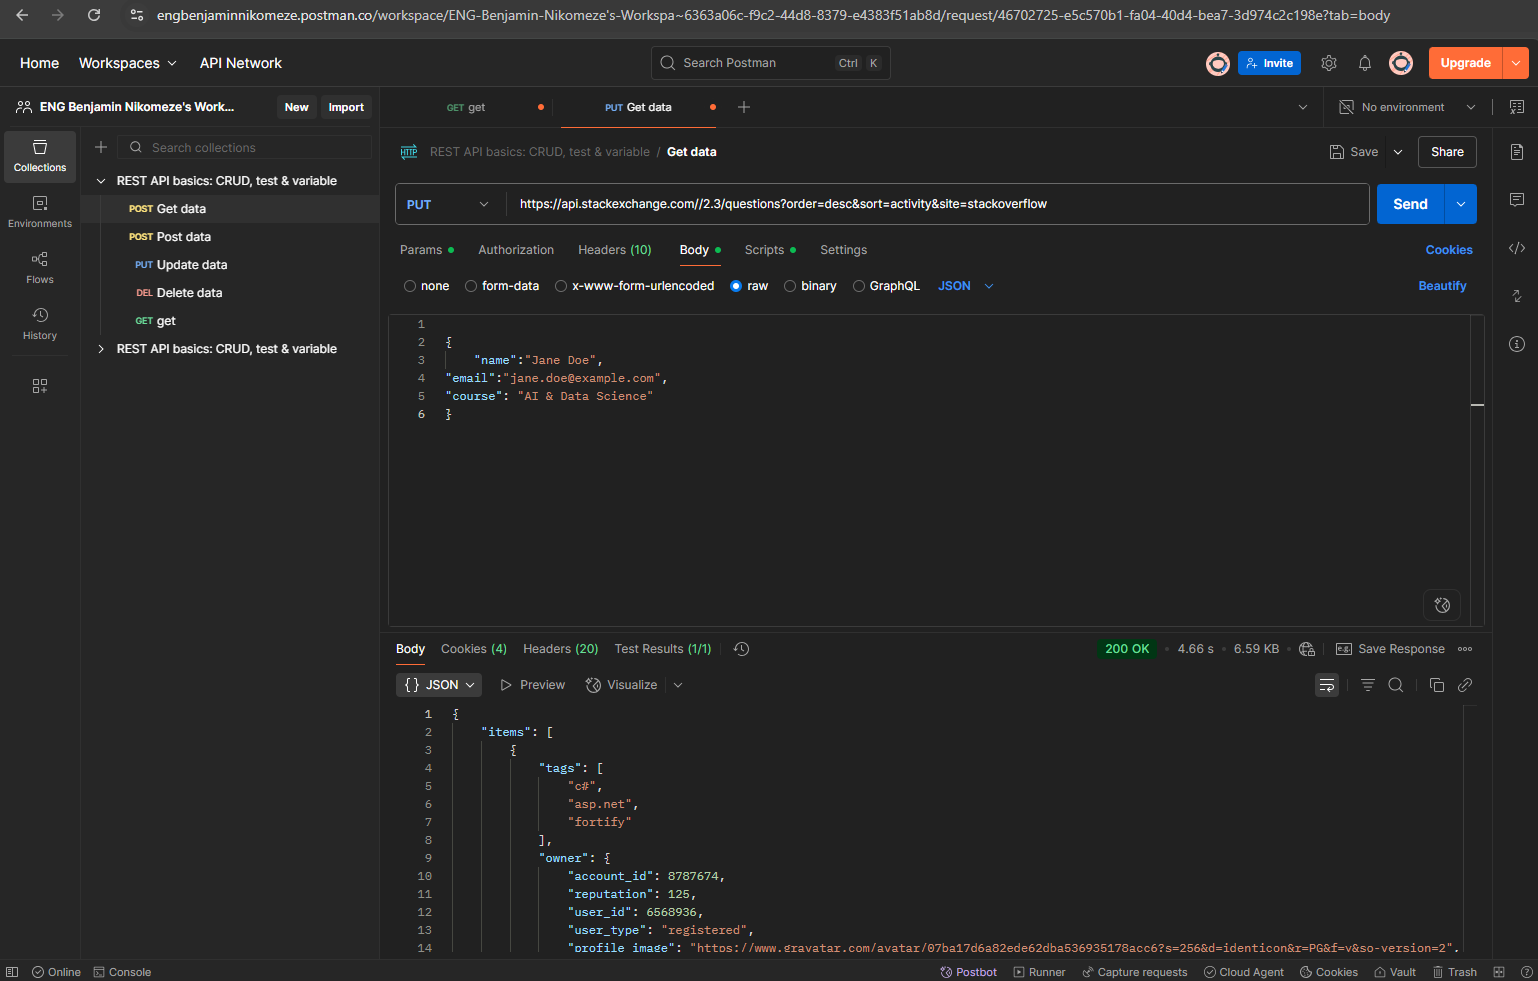 engbenjaminnikomeze.postman.co/workspace/ENG-Benjamin-Nikomeze's-Workspa~6363a06c-f9c2-44d8-8379-e4383f51ab8d/request/46702725-e5c570b1-fa04-40d4-bea7-3d974c2c198e?tab=body
Home Workspaces API Network Search Postman Ctrl K Invite Upgrade
ENG Benjamin Nikomeze's Work... New Import
GET get PUT Get data No environment
Collections
Environments
Flows
History
Search collections
REST API basics: CRUD, test & variable
POST Get data
POST Post data
PUT Update data
DEL Delete data
GET get
REST API basics: CRUD, test & variable
HTTP REST API basics: CRUD, test & variable / Get data Save Share
PUT https://api.stackexchange.com//2.3/questions?order=desc&sort=activity&site=stackoverflow Send
Params Authorization Headers (10) Body Scripts Settings Cookies
none form-data x-www-form-urlencoded raw binary GraphQL JSON Beautify
1
2 {
3 "name":"Jane Doe",
4 "email":"jane.doe@example.com",
5 "course": "AI & Data Science"
6 }
Body Cookies (4) Headers (20) Test Results (1/1) 200 OK • 4.66 s • 6.59 KB e.g. Save Response
{} JSON Preview Visualize
1 {
2 "items": [
3 {
4 "tags": [
5 "c#",
6 "asp.net",
7 "fortify"
8 ],
9 "owner": {
10 "account_id": 8787674,
11 "reputation": 125,
12 "user_id": 6568936,
13 "user_type": "registered",
14 "profile_image": "https://www.gravatar.com/avatar/07ba17d6a82ede62dba536935178acc6?s=256&d=identicon&r=PG&f=y&so-version=2",
Online Console Postbot Runner Capture requests Cloud Agent Cookies Vault Trash